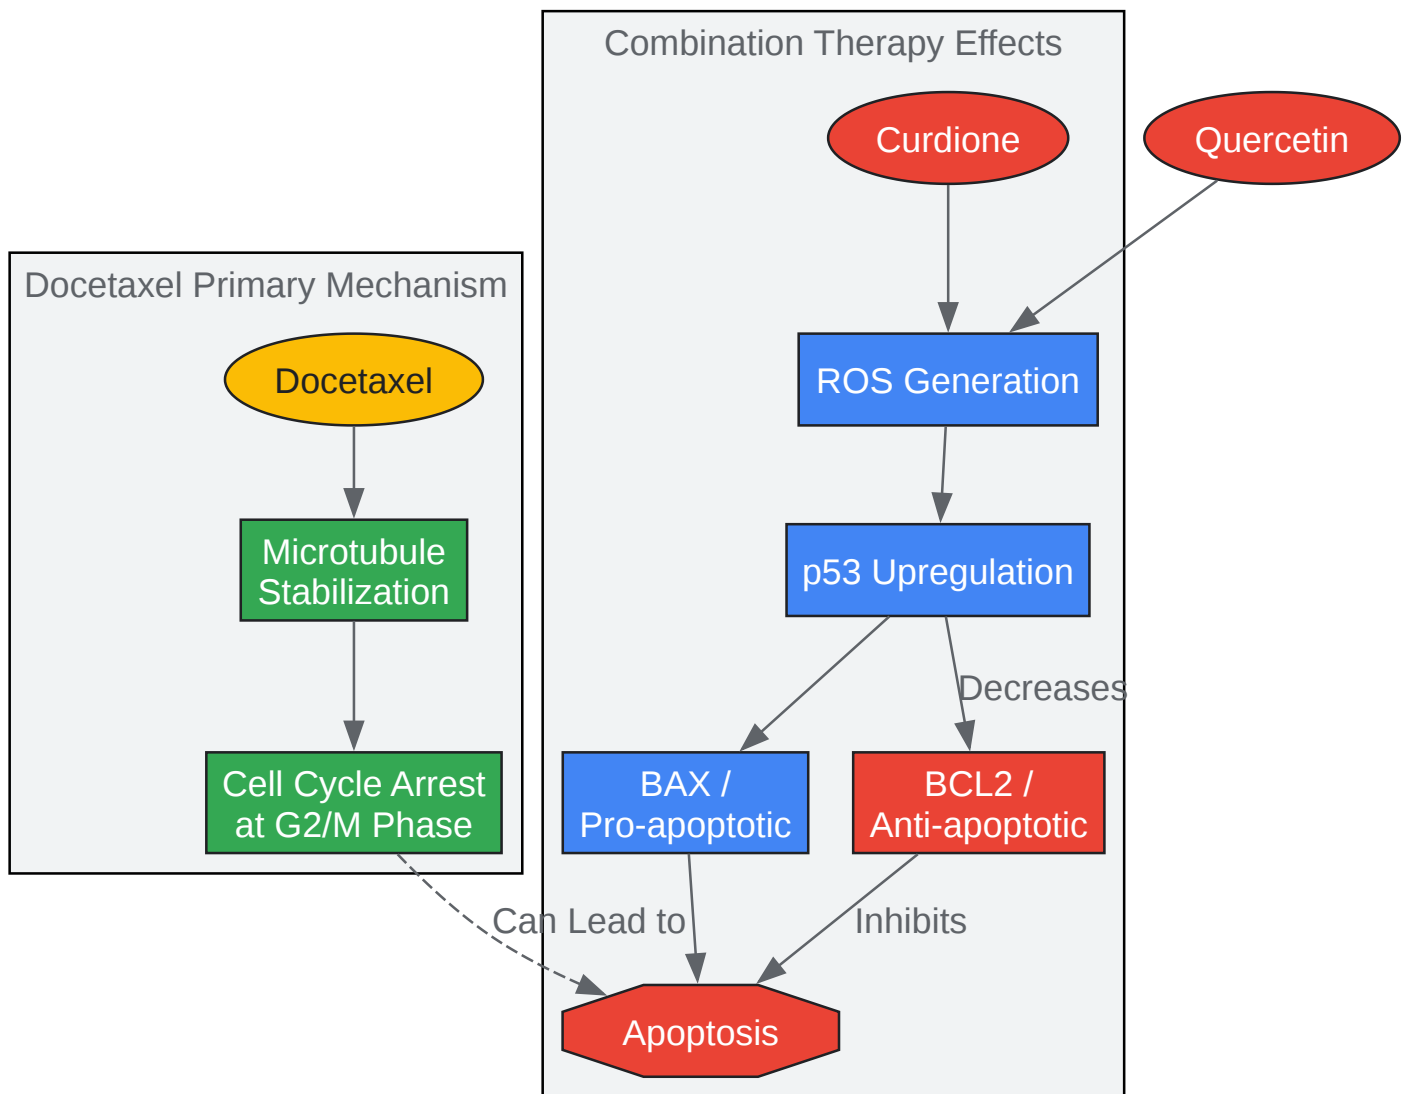 Combination Therapy Effects
Curdione
Quercetin
Docetaxel Primary Mechanism
Docetaxel
ROS Generation
Microtubule
Stabilization
p53 Upregulation
Decreases
Cell Cycle Arrest
at G2/M Phase
BAX /
Pro-apoptotic
BCL2 /
Anti-apoptotic
Can Lead to
Inhibits
Apoptosis